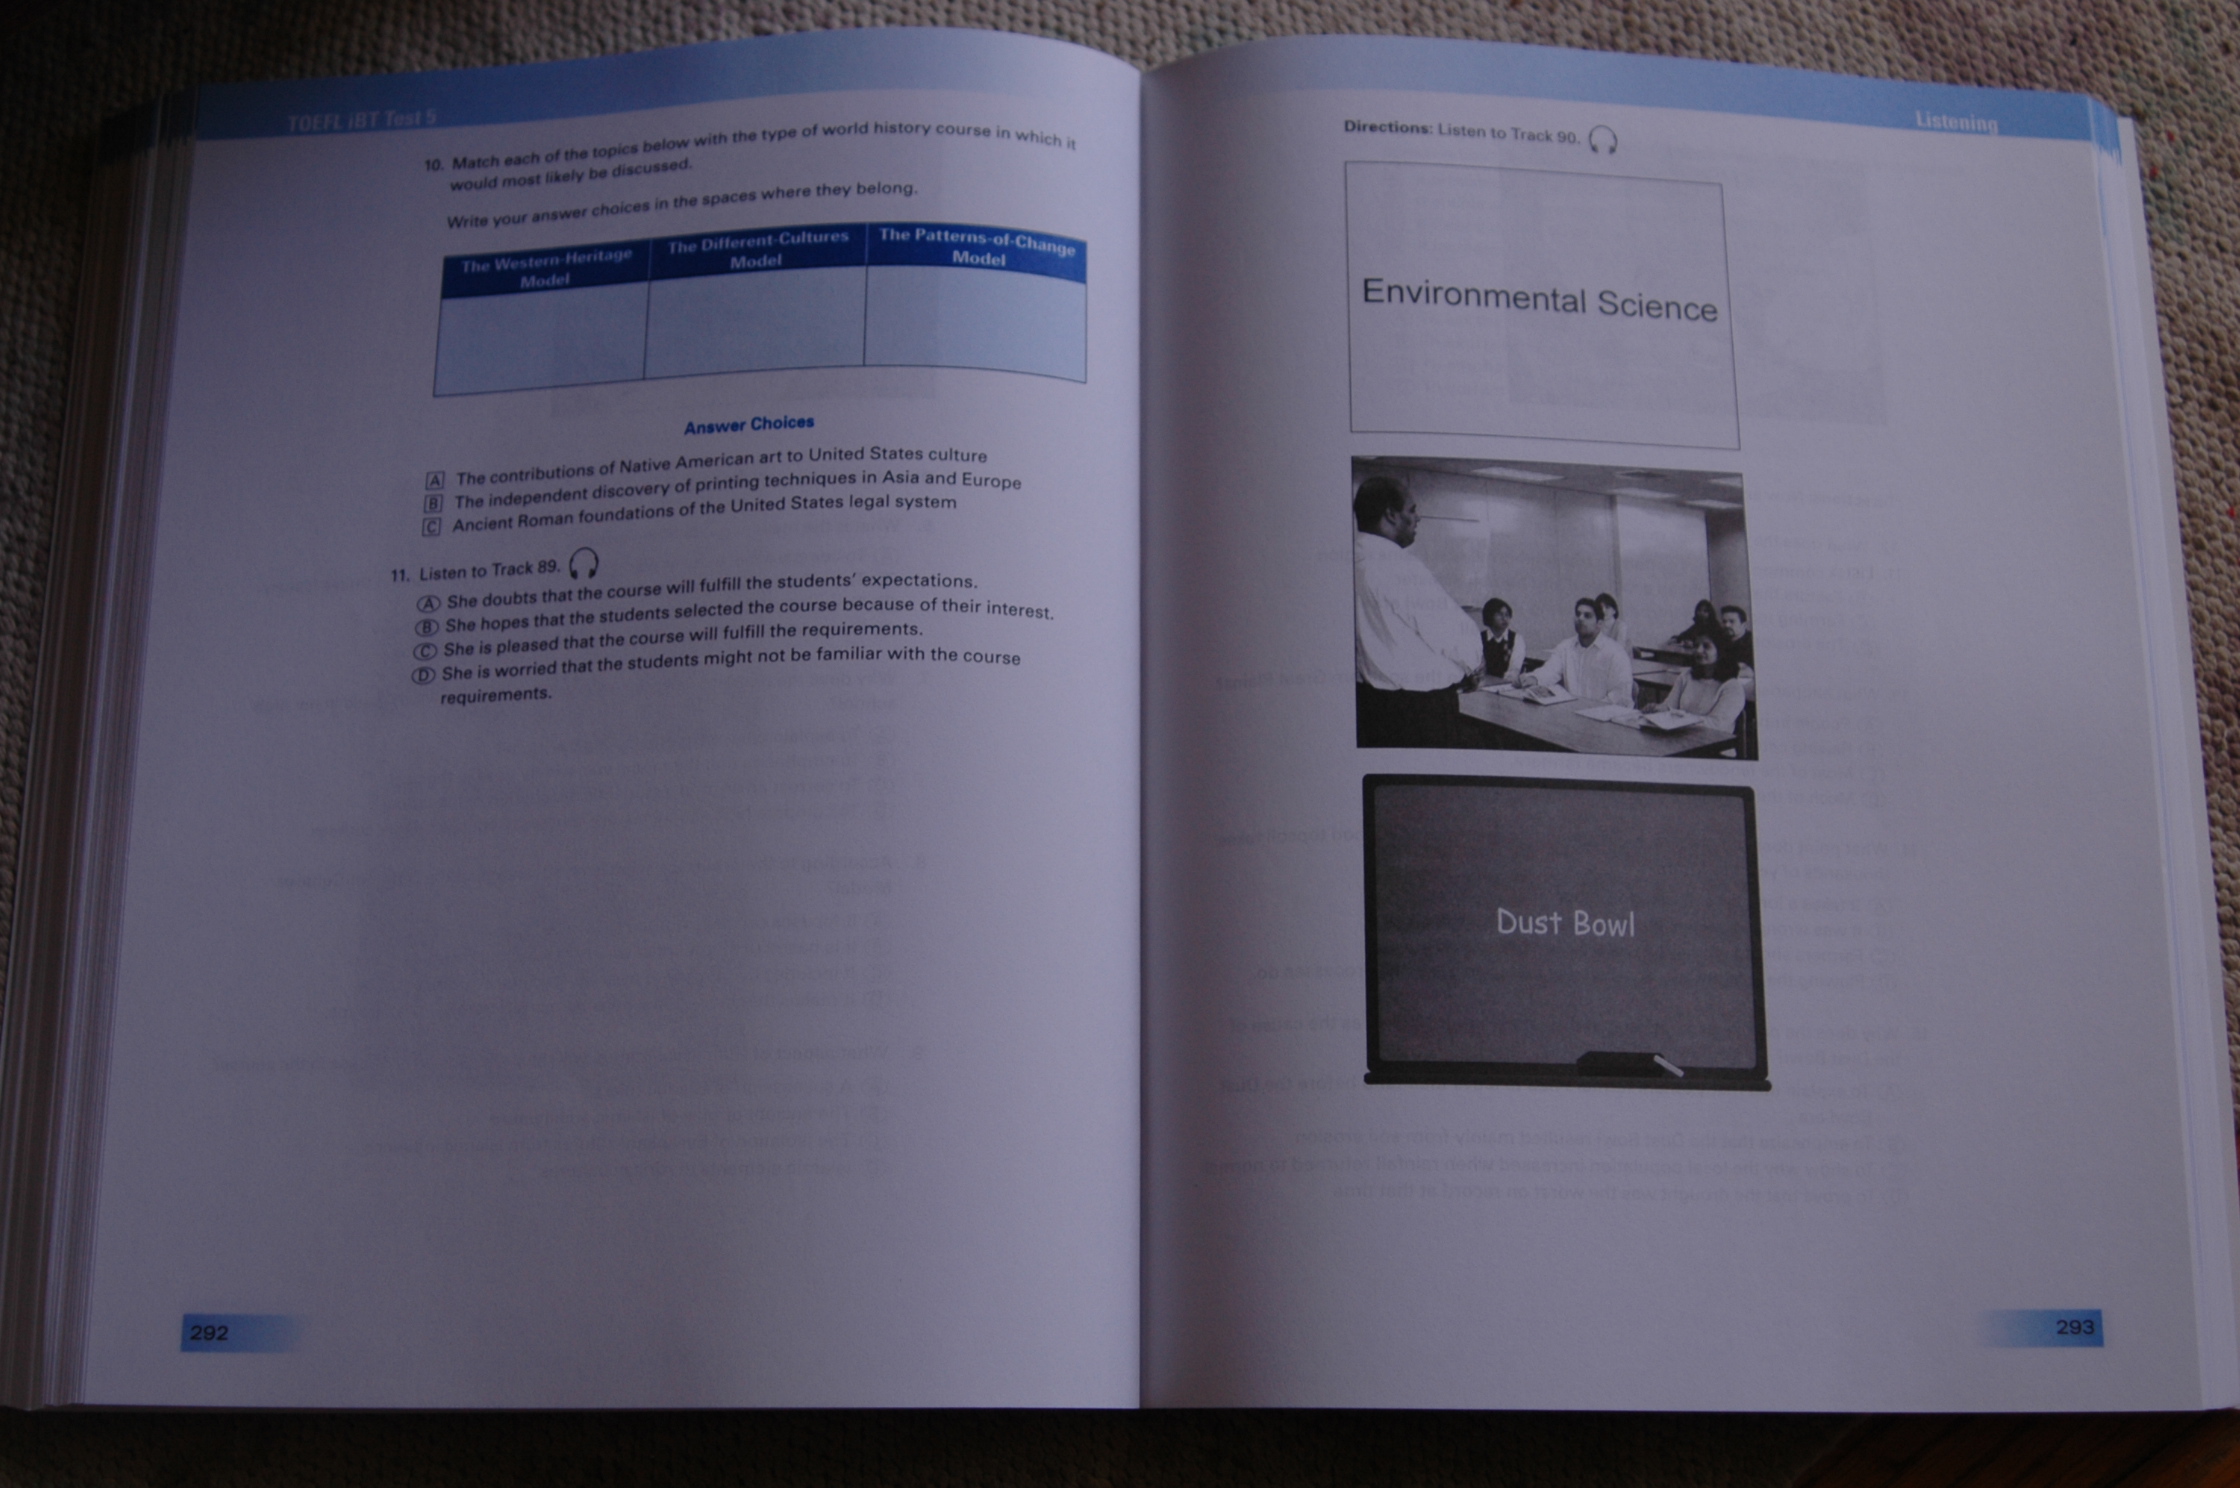 TOEFL iBT Test 5
10. Match each of the topics below with the type of world history course in which it
would most likely be discussed.
Write your answer choices in the spaces where they belong.
The Western-Heritage
Model
The Different-Cultures
Model
The Patterns-of-Change
Model
Answer Choices
A The contributions of Native American art to United States culture
B The independent discovery of printing techniques in Asia and Europe
C Ancient Roman foundations of the United States legal system
11. Listen to Track 89.
A She doubts that the course will fulfill the students' expectations.
B She hopes that the students selected the course because of their interest.
C She is pleased that the course will fulfill the requirements.
D She is worried that the students might not be familiar with the course
requirements.
292
Listening
Directions: Listen to Track 90.
Environmental Science
Dust Bowl
293